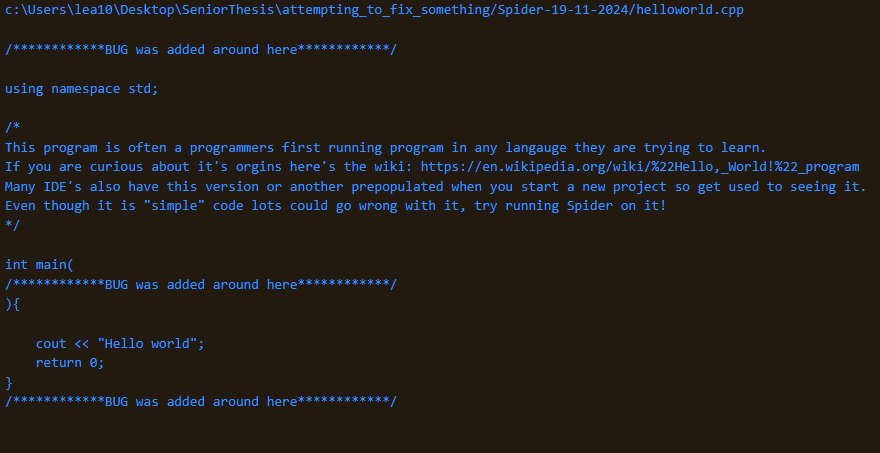 c:\Users\lea10\Desktop\SeniorThesis\attempting_to_fix_something/Spider-19-11-2024/helloworld.cpp
/************BUG was added around here************/
using namespace std;
/*
This program is often a programmers first running program in any langauge they are trying to learn.
If you are curious about it's orgins here's the wiki: https://en.wikipedia.org/wiki/%22Hello,_World!%22_program
Many IDE's also have this version or another prepopulated when you start a new project so get used to seeing it.
Even though it is "simple" code lots could go wrong with it, try running Spider on it!
*/
int main(
/************BUG was added around here************/
){
    cout << "Hello world";
    return 0;
}
/************BUG was added around here************/